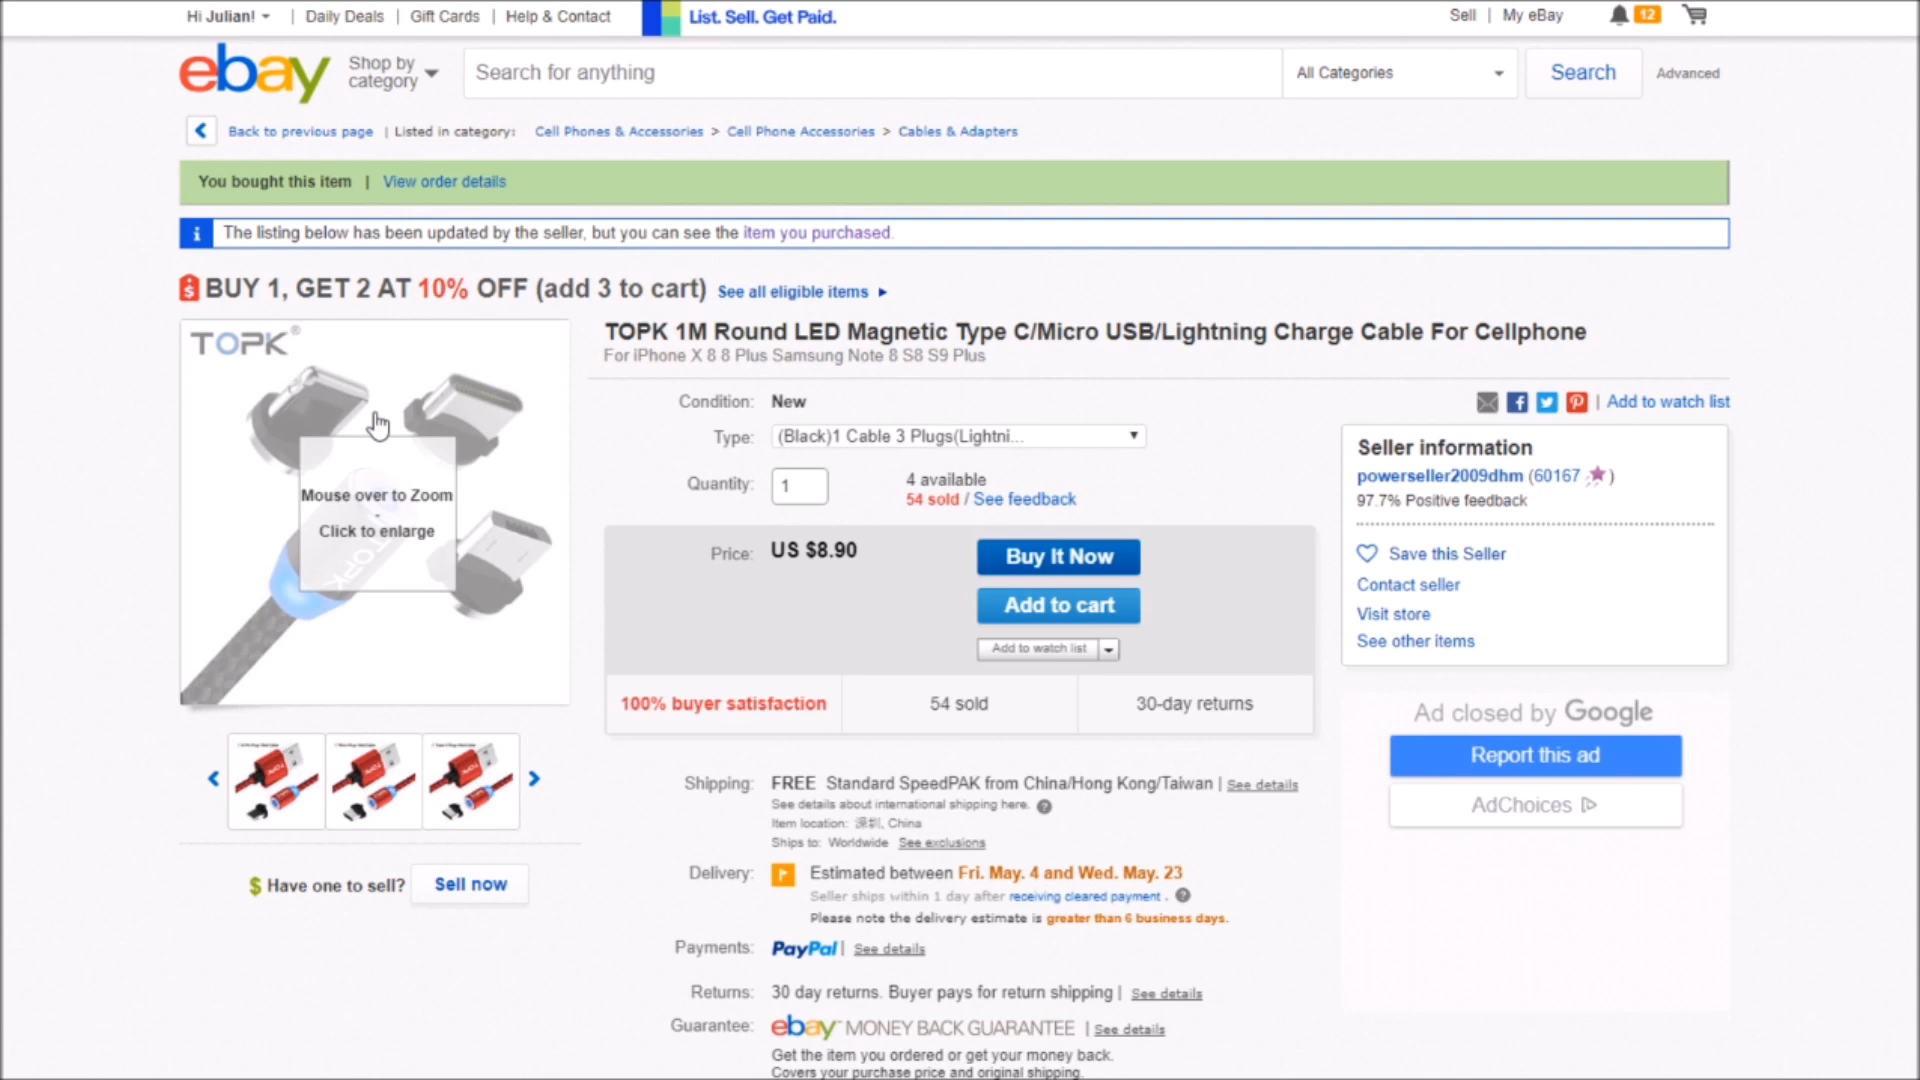 Hi Julian!
Daily Deals
Gift Cards
Help & Contact
List. Sell. Get Paid.
Sell
My eBay
12
ebay
Shop by category
Search for anything
All Categories
Search
Advanced
Back to previous page | Listed in category: Cell Phones & Accessories > Cell Phone Accessories > Cables & Adapters
You bought this item | View order details
The listing below has been updated by the seller, but you can see the item you purchased.
BUY 1, GET 2 AT 10% OFF (add 3 to cart) See all eligible items
TOPK®
Mouse over to Zoom
-
Click to enlarge
TOPK
Have one to sell? Sell now
TOPK 1M Round LED Magnetic Type C/Micro USB/Lightning Charge Cable For Cellphone
For iPhone X 8 8 Plus Samsung Note 8 S8 S9 Plus
Condition: New
Type: (Black)1 Cable 3 Plugs(Lightni...
Quantity: 1
4 available
54 sold / See feedback
Price: US $8.90
Buy It Now
Add to cart
Add to watch list
100% buyer satisfaction
54 sold
30-day returns
Shipping: FREE Standard SpeedPAK from China/Hong Kong/Taiwan | See details
See details about international shipping here.
Item location: 深圳, China
Ships to: Worldwide See exclusions
Delivery: Estimated between Fri. May. 4 and Wed. May. 23
Seller ships within 1 day after receiving cleared payment.
Please note the delivery estimate is greater than 6 business days.
Payments: PayPal | See details
Returns: 30 day returns. Buyer pays for return shipping | See details
Guarantee: ebay MONEY BACK GUARANTEE | See details
Get the item you ordered or get your money back.
Covers your purchase price and original shipping.
| Add to watch list
Seller information
powerseller2009dhm (60167)
97.7% Positive feedback
Save this Seller
Contact seller
Visit store
See other items
Ad closed by Google
Report this ad
AdChoices